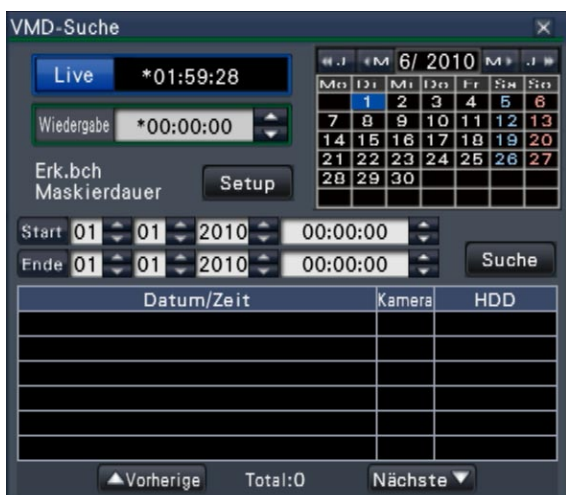 VMD-Suche
Live *01:59:28
Wiedergabe *00:00:00
Erk.bch
Maskierdauer
Setup
J M 6/ 2010 M J
Mo Di Mi Do Fr Sa So
1 2 3 4 5 6
7 8 9 10 11 12 13
14 15 16 17 18 19 20
21 22 23 24 25 26 27
28 29 30
Start 01 01 2010 00:00:00
Ende 01 01 2010 00:00:00
Suche
Datum/Zeit Kamera HDD
▲Vorherige Total:0 Nächste▼